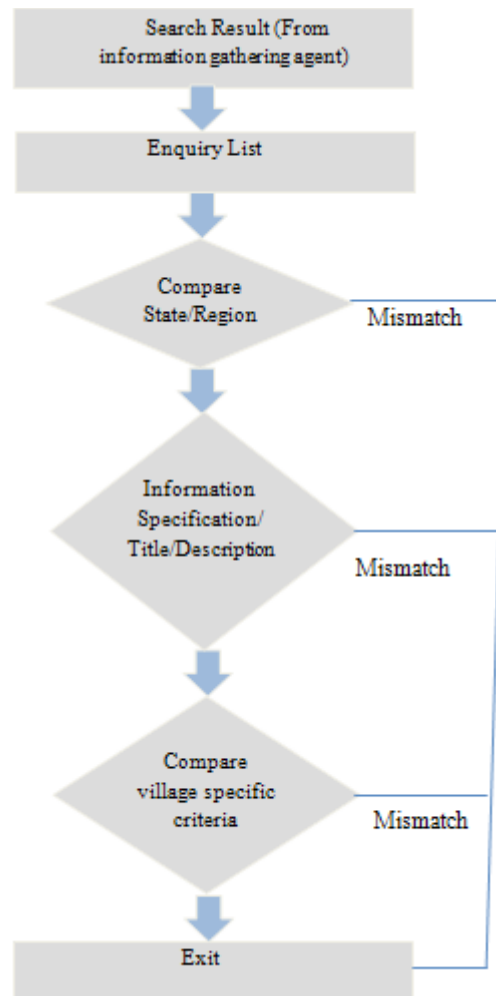 Search Result (From
information gathering agent)
Enquiry List
Compare
State/Region
Mismatch
Information
Specification/
Title/Description
Mismatch
Compare
village specific
criteria
Mismatch
Exit